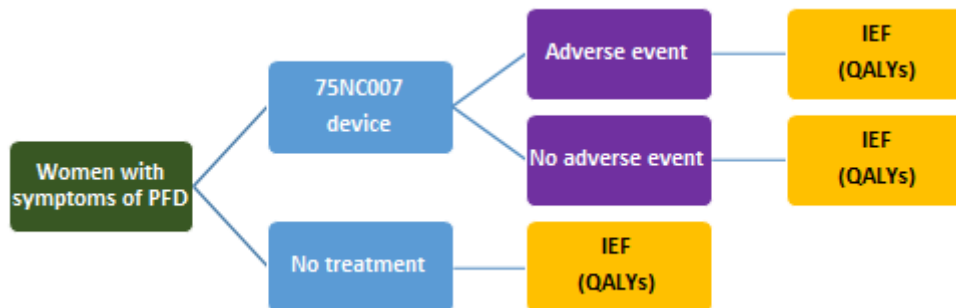 Women with
symptoms of PFD
75NC007
device
No treatment
Adverse event
No adverse event
IEF
(QALYs)
IEF
(QALYs)
IEF
(QALYs)